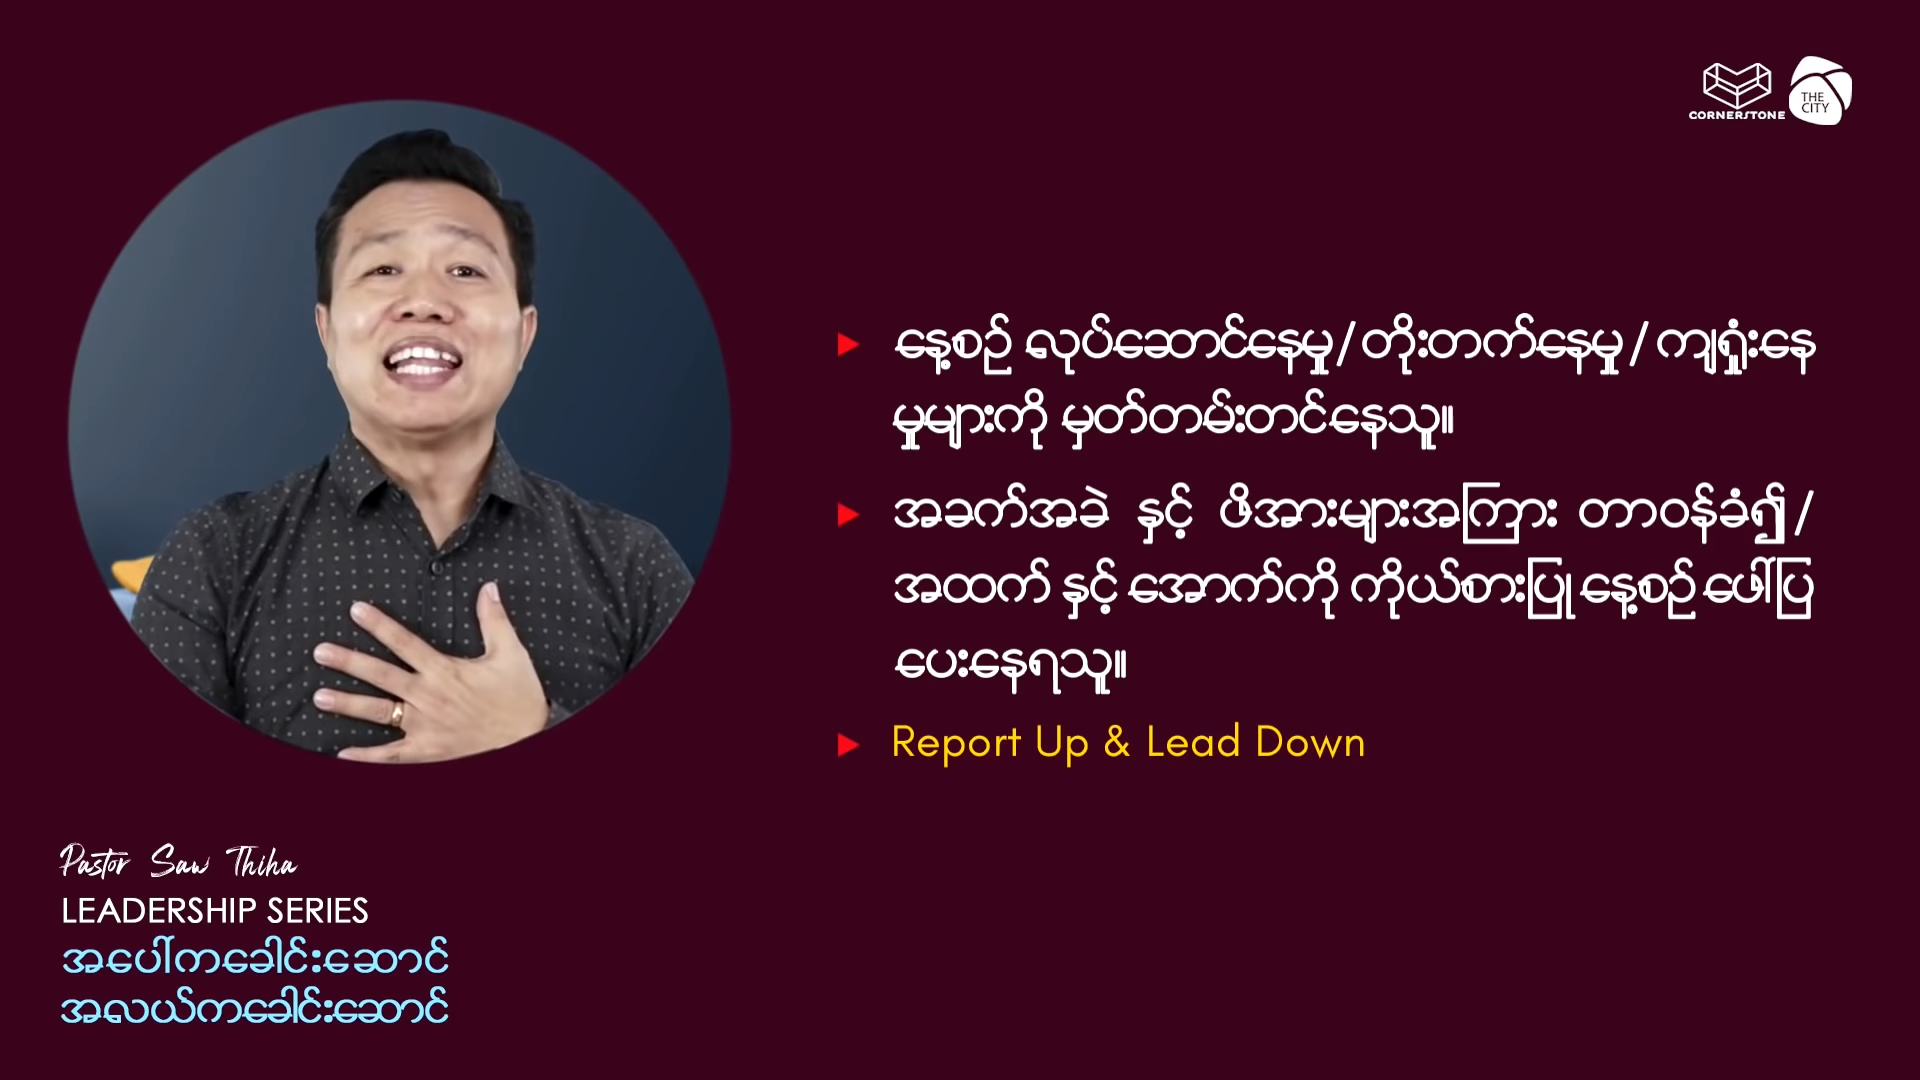 CORNERSTONE
THE
CITY
နေ့စဉ် လုပ်ဆောင်နေမှု/တိုးတက်နေမှု/ကျရှုံးနေ
မှုများကို မှတ်တမ်းတင်နေသူ။
အခက်အခဲ နှင့် ဖိအားများအကြား တာဝန်ခံ၍/
အထက် နှင့် အောက်ကို ကိုယ်စားပြု နေ့စဉ် ဖေါ်ပြ
ပေးနေရသူ။
Report Up & Lead Down
Pastor Saw Thiha
LEADERSHIP SERIES
အပေါ်ကခေါင်းဆောင်
အလယ်ကခေါင်းဆောင်